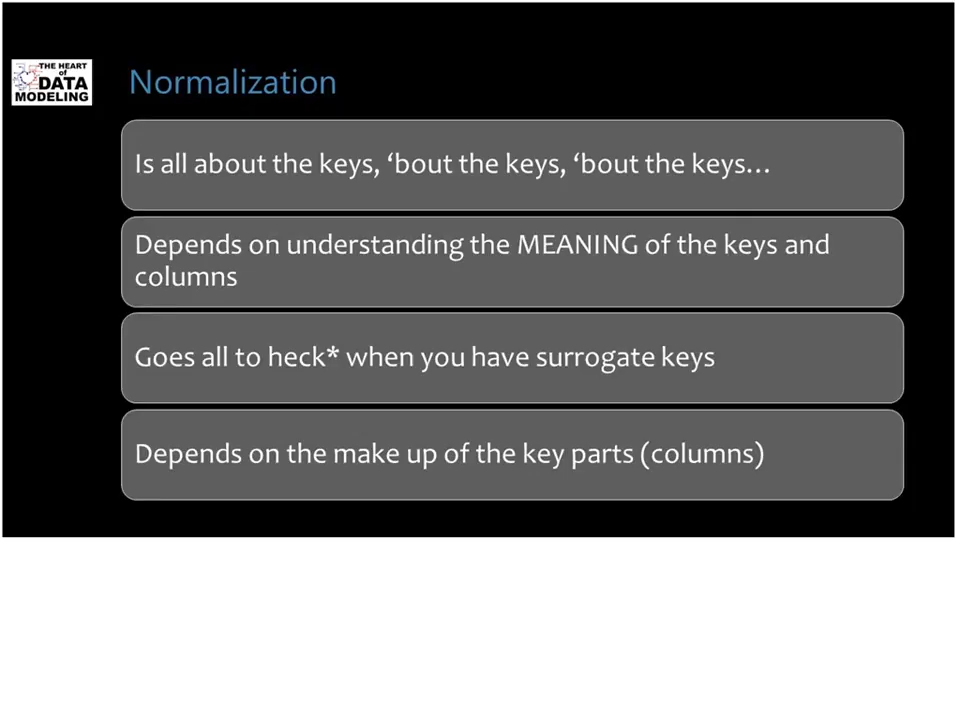 THE HEART
of
DATA
MODELING
Normalization
Is all about the keys, ‘bout the keys, ‘bout the keys…
Depends on understanding the MEANING of the keys and
columns
Goes all to heck* when you have surrogate keys
Depends on the make up of the key parts (columns)